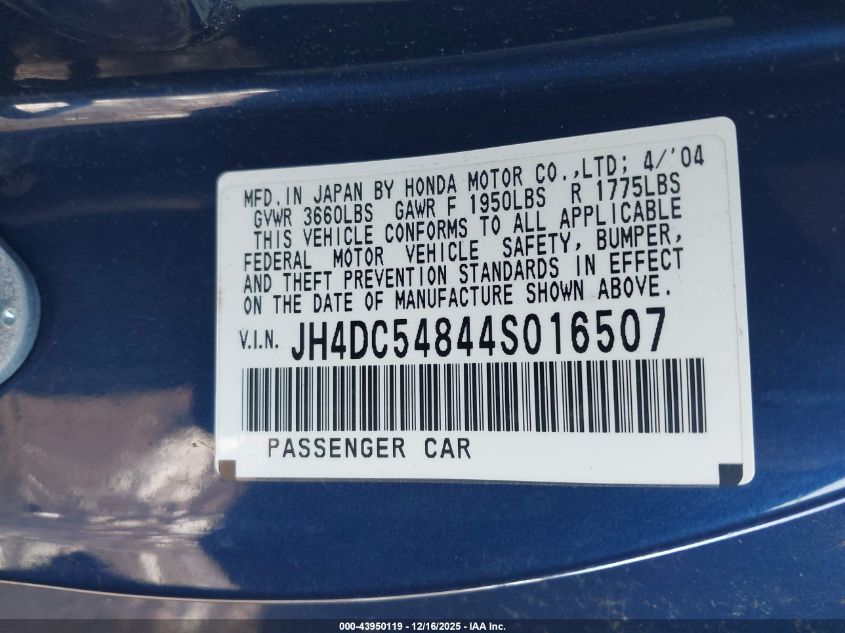 MFD. IN JAPAN BY HONDA MOTOR CO.,LTD; 4/'04
GVWR 3660LBS GAWR F 1950LBS R 1775LBS
THIS VEHICLE CONFORMS TO ALL APPLICABLE
FEDERAL MOTOR VEHICLE SAFETY, BUMPER,
AND THEFT PREVENTION STANDARDS IN EFFECT
ON THE DATE OF MANUFACTURE SHOWN ABOVE.
V.I.N. JH4DC54844S016507
PASSENGER CAR
000-43950119 - 12/16/2025 - IAA Inc.